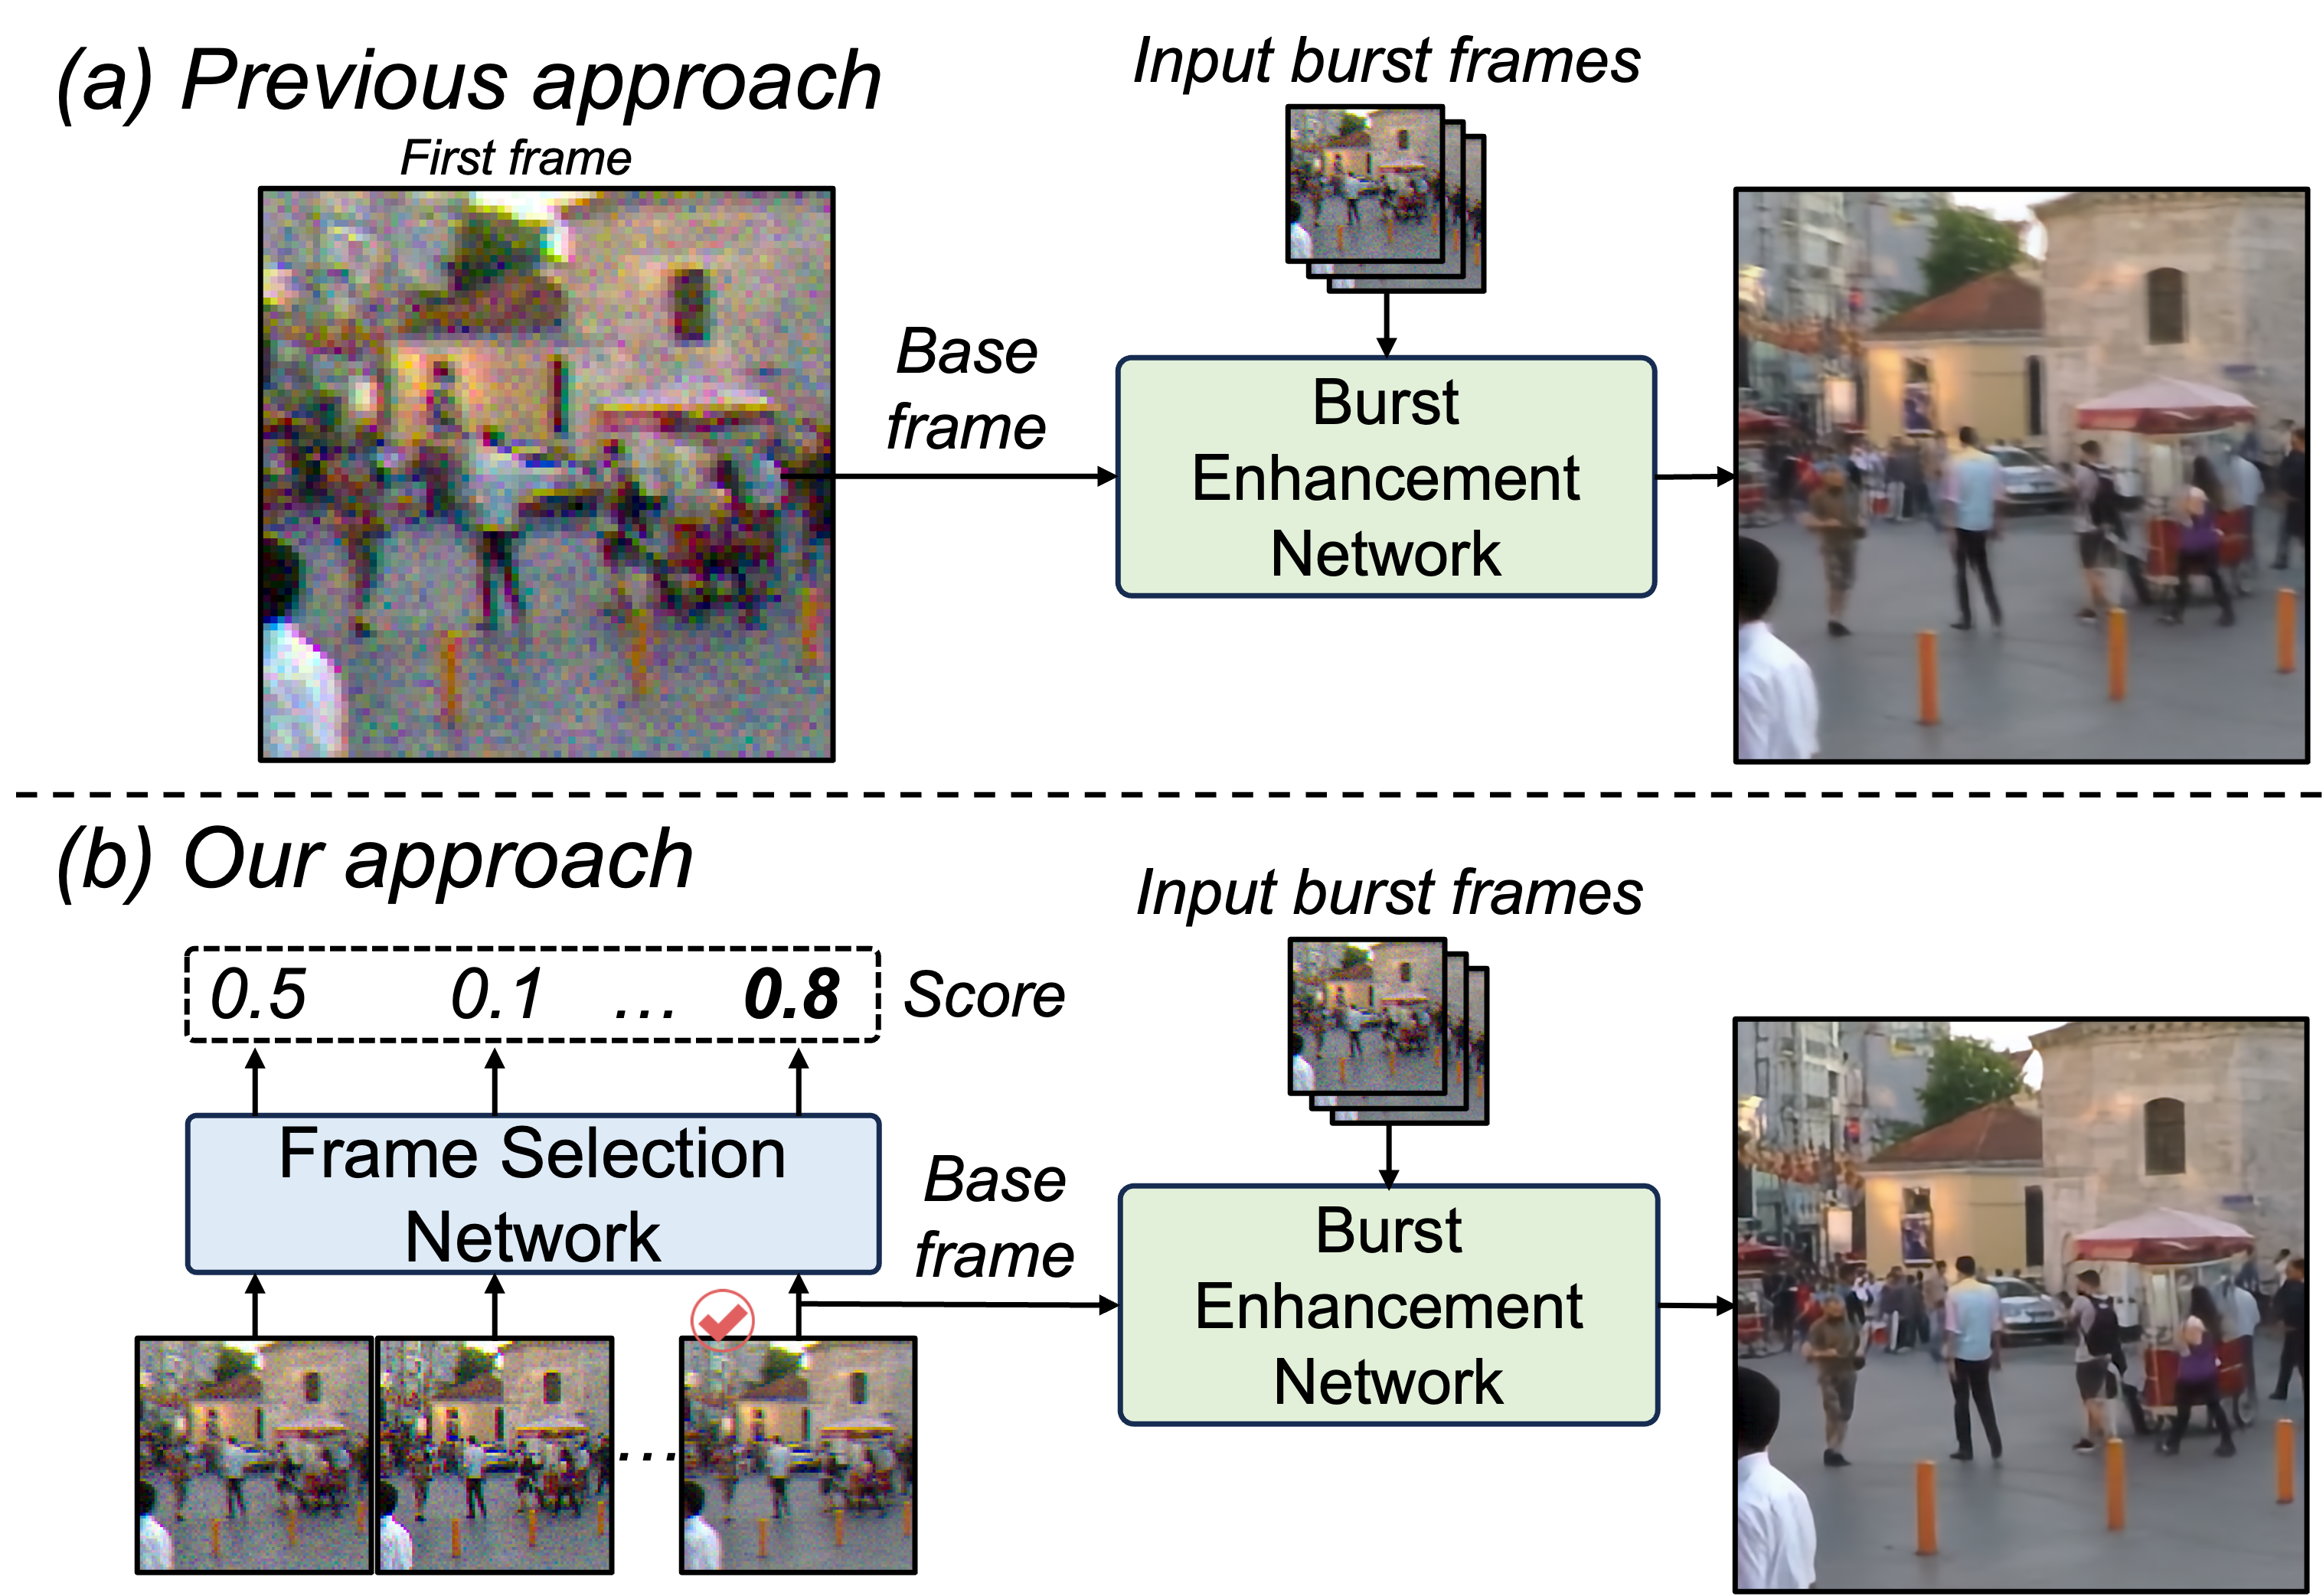 (a) Previous approach
First frame
Input burst frames
Base
frame
Burst
Enhancement
Network
(b) Our approach
0.5 0.1 ... 0.8 Score
Frame Selection
Network
...
Input burst frames
Base
frame
Burst
Enhancement
Network